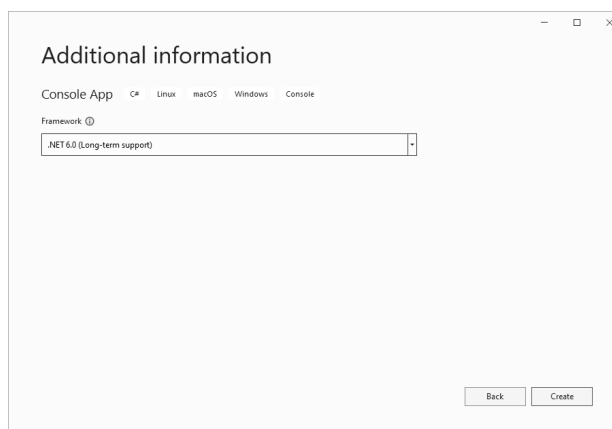 Additional information
Console App C# Linux macOS Windows Console
Framework
.NET 6.0 (Long-term support)
Back Create